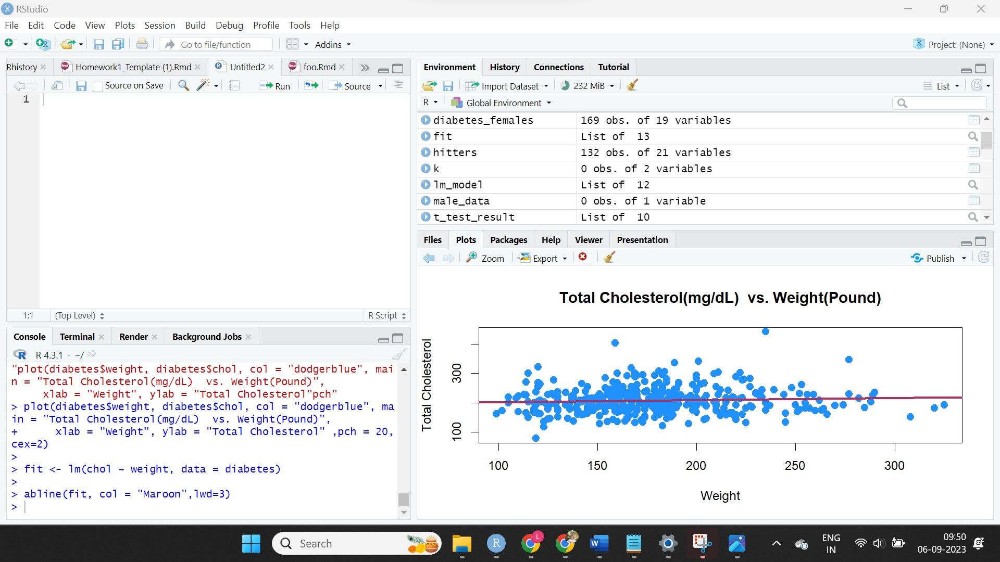 RStudio
File Edit Code View Plots Session Build Debug Profile Tools Help
Go to file/function Addins Project: (None)
Rhistory Homework1_Template (1).Rmd Untitled2 foo.Rmd
Source on Save Run Source
1
1:1 (Top Level) R Script
Console Terminal Render Background Jobs
R 4.3.1 · ~/
"plot(diabetes$weight, diabetes$chol, col = "dodgerblue", mai
n = "Total Cholesterol(mg/dL)  vs. Weight(Pound)",
     xlab = "Weight", ylab = "Total Cholesterol"pch"
> plot(diabetes$weight, diabetes$chol, col = "dodgerblue", ma
in = "Total Cholesterol(mg/dL)  vs. Weight(Pound)",
+      xlab = "Weight", ylab = "Total Cholesterol" ,pch = 20,
cex=2)
>
> fit <- lm(chol ~ weight, data = diabetes)
>
> abline(fit, col = "Maroon",lwd=3)
>
Environment History Connections Tutorial
Import Dataset 232 MiB List
R Global Environment
diabetes_females 169 obs. of 19 variables
fit List of  13
hitters 132 obs. of 21 variables
k 0 obs. of 2 variables
lm_model List of  12
male_data 0 obs. of 1 variable
t_test_result List of  10
Files Plots Packages Help Viewer Presentation
Zoom Export Publish
Total Cholesterol(mg/dL)  vs. Weight(Pound)
Total Cholesterol
300
100
100 150 200 250 300
Weight
Search
ENG
IN
09:50
06-09-2023